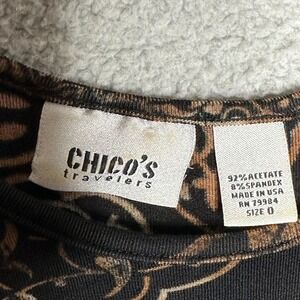 CHICO'S
travelers
92% ACETATE
8% SPANDEX
MADE IN USA
RN 79984
SIZE 0